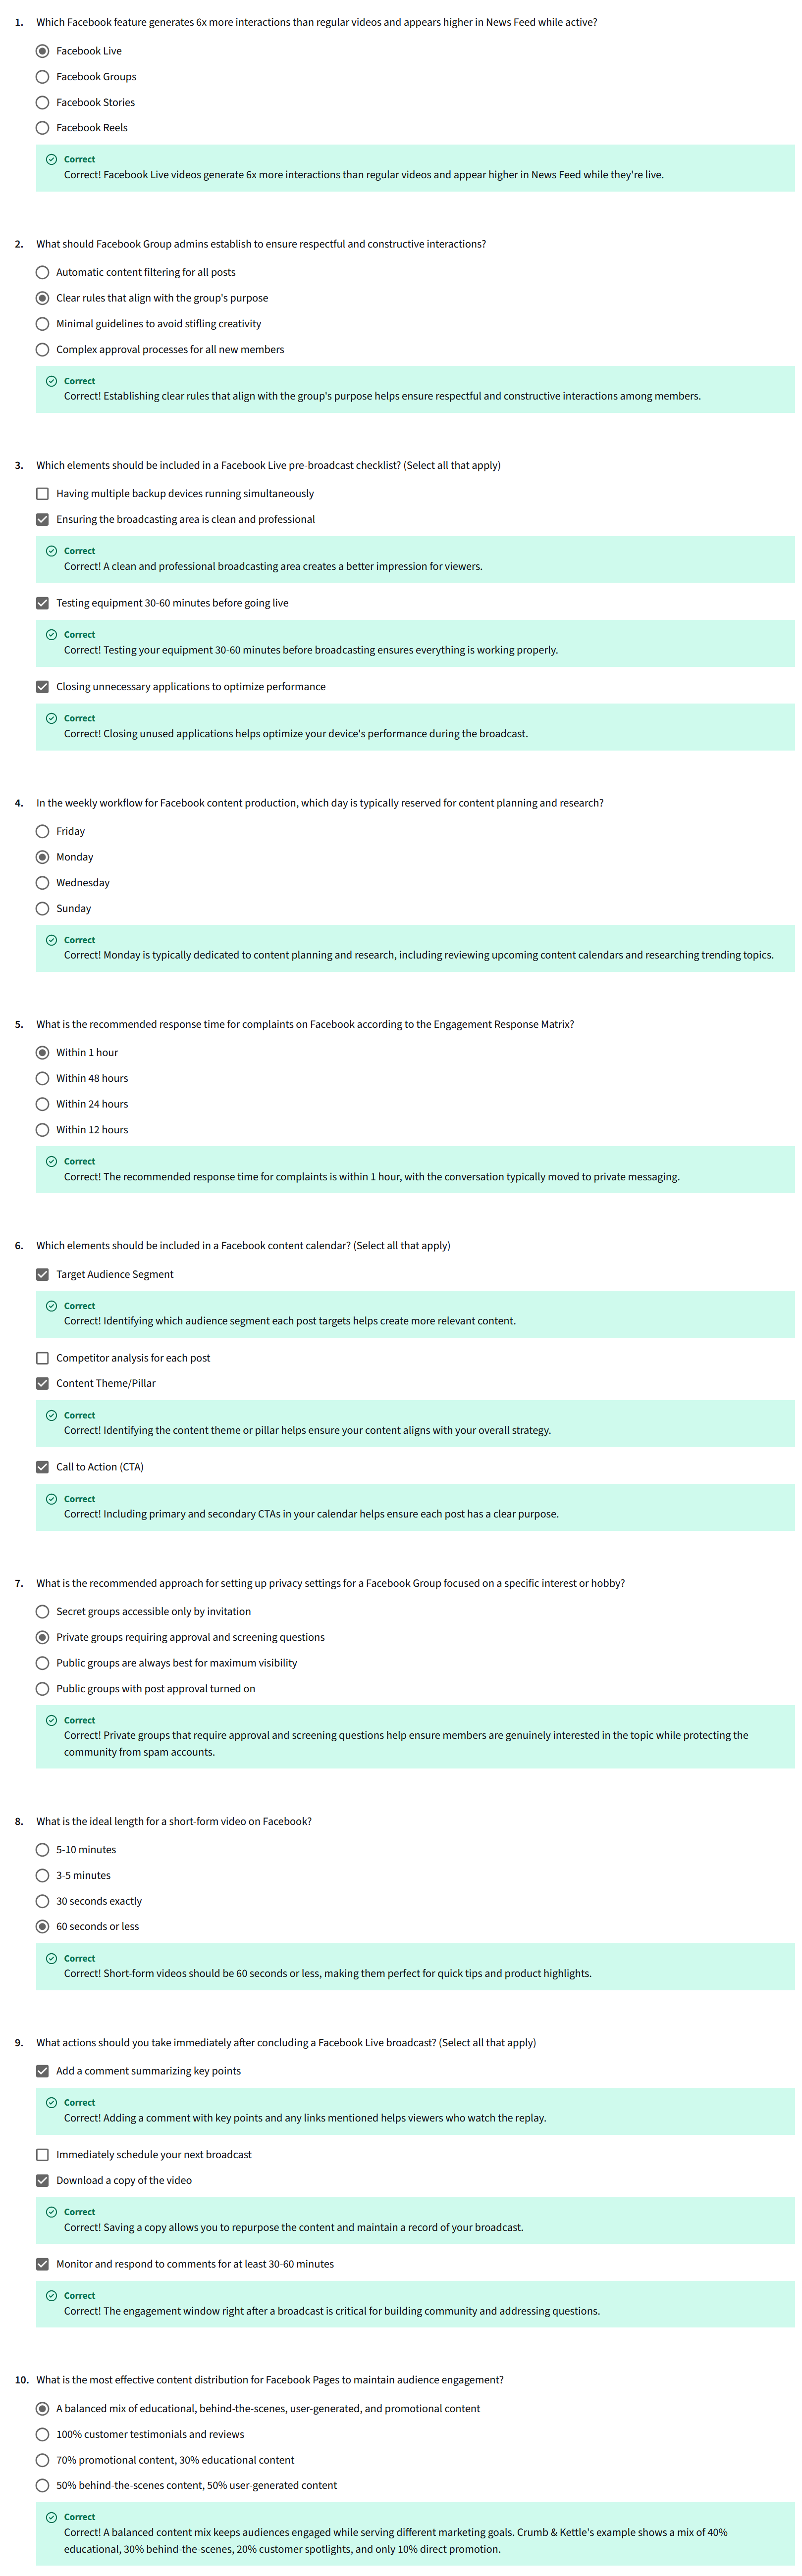 1. Which Facebook feature generates 6x more interactions than regular videos and appears higher in News Feed while active?
Facebook Live
Facebook Groups
Facebook Stories
Facebook Reels
Correct
Correct! Facebook Live videos generate 6x more interactions than regular videos and appear higher in News Feed while they're live.
2. What should Facebook Group admins establish to ensure respectful and constructive interactions?
Automatic content filtering for all posts
Clear rules that align with the group's purpose
Minimal guidelines to avoid stifling creativity
Complex approval processes for all new members
Correct
Correct! Establishing clear rules that align with the group's purpose helps ensure respectful and constructive interactions among members.
3. Which elements should be included in a Facebook Live pre-broadcast checklist? (Select all that apply)
Having multiple backup devices running simultaneously
Ensuring the broadcasting area is clean and professional
Correct
Correct! A clean and professional broadcasting area creates a better impression for viewers.
Testing equipment 30-60 minutes before going live
Correct
Correct! Testing your equipment 30-60 minutes before broadcasting ensures everything is working properly.
Closing unnecessary applications to optimize performance
Correct
Correct! Closing unused applications helps optimize your device's performance during the broadcast.
4. In the weekly workflow for Facebook content production, which day is typically reserved for content planning and research?
Friday
Monday
Wednesday
Sunday
Correct
Correct! Monday is typically dedicated to content planning and research, including reviewing upcoming content calendars and researching trending topics.
5. What is the recommended response time for complaints on Facebook according to the Engagement Response Matrix?
Within 1 hour
Within 48 hours
Within 24 hours
Within 12 hours
Correct
Correct! The recommended response time for complaints is within 1 hour, with the conversation typically moved to private messaging.
6. Which elements should be included in a Facebook content calendar? (Select all that apply)
Target Audience Segment
Correct
Correct! Identifying which audience segment each post targets helps create more relevant content.
Competitor analysis for each post
Content Theme/Pillar
Correct
Correct! Identifying the content theme or pillar helps ensure your content aligns with your overall strategy.
Call to Action (CTA)
Correct
Correct! Including primary and secondary CTAs in your calendar helps ensure each post has a clear purpose.
7. What is the recommended approach for setting up privacy settings for a Facebook Group focused on a specific interest or hobby?
Secret groups accessible only by invitation
Private groups requiring approval and screening questions
Public groups are always best for maximum visibility
Public groups with post approval turned on
Correct
Correct! Private groups that require approval and screening questions help ensure members are genuinely interested in the topic while protecting the
community from spam accounts.
8. What is the ideal length for a short-form video on Facebook?
5-10 minutes
3-5 minutes
30 seconds exactly
60 seconds or less
Correct
Correct! Short-form videos should be 60 seconds or less, making them perfect for quick tips and product highlights.
9. What actions should you take immediately after concluding a Facebook Live broadcast? (Select all that apply)
Add a comment summarizing key points
Correct
Correct! Adding a comment with key points and any links mentioned helps viewers who watch the replay.
Immediately schedule your next broadcast
Download a copy of the video
Correct
Correct! Saving a copy allows you to repurpose the content and maintain a record of your broadcast.
Monitor and respond to comments for at least 30-60 minutes
Correct
Correct! The engagement window right after a broadcast is critical for building community and addressing questions.
10. What is the most effective content distribution for Facebook Pages to maintain audience engagement?
A balanced mix of educational, behind-the-scenes, user-generated, and promotional content
100% customer testimonials and reviews
70% promotional content, 30% educational content
50% behind-the-scenes content, 50% user-generated content
Correct
Correct! A balanced content mix keeps audiences engaged while serving different marketing goals. Crumb & Kettle's example shows a mix of 40%
educational, 30% behind-the-scenes, 20% customer spotlights, and only 10% direct promotion.